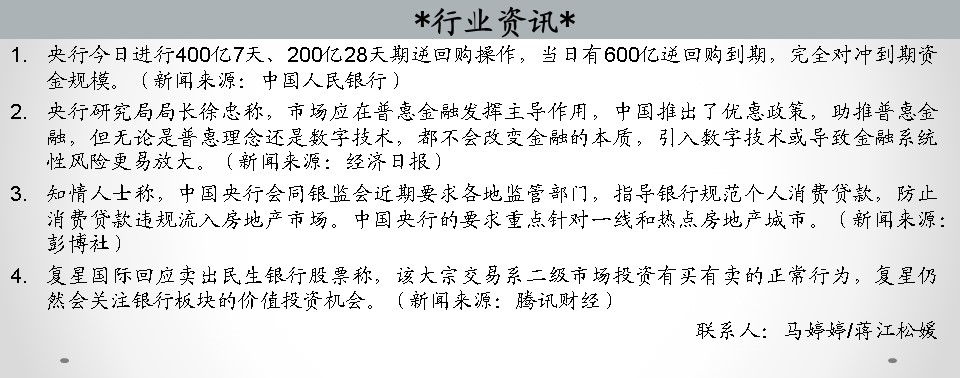 *行业资讯*
1. 央行今日进行400亿7天、200亿28天期逆回购操作，当日有600亿逆回购到期，完全对冲到期资
金规模。（新闻来源：中国人民银行）
2. 央行研究局局长徐忠称，市场应在普惠金融发挥主导作用，中国推出了优惠政策，助推普惠金
融，但无论是普惠理念还是数字技术，都不会改变金融的本质，引入数字技术或导致金融系统
性风险更易放大。（新闻来源：经济日报）
3. 知情人士称，中国央行会同银监会近期要求各地监管部门，指导银行规范个人消费贷款，防止
消费贷款违规流入房地产市场。中国央行的要求重点针对一线和热点房地产城市。（新闻来源：
彭博社）
4. 复星国际回应卖出民生银行股票称，该大宗交易系二级市场投资有买有卖的正常行为，复星仍
然会关注银行板块的价值投资机会。（新闻来源：腾讯财经）
联系人：马婷婷/蒋江松媛